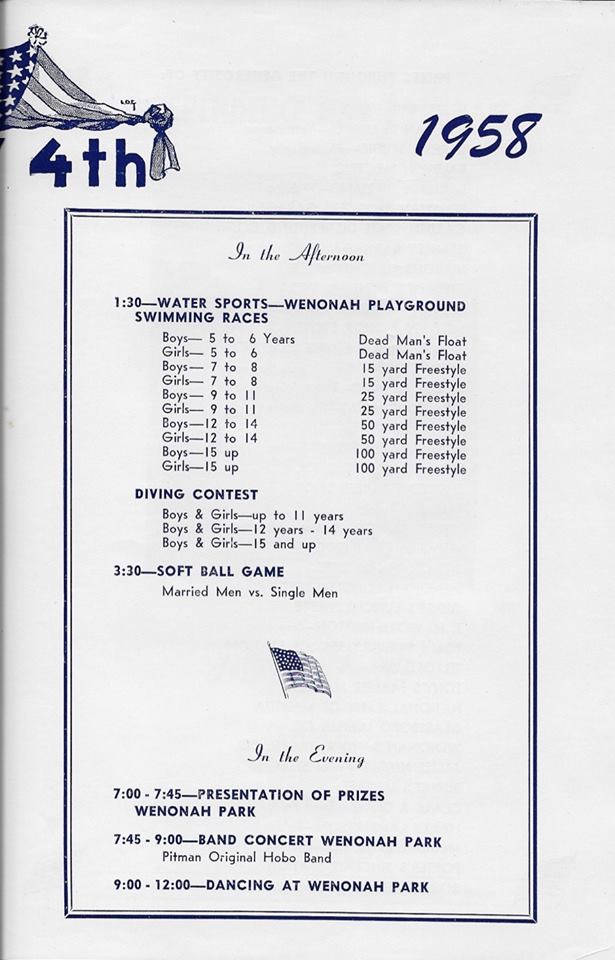 4th
1958
In the Afternoon
1:30—WATER SPORTS—WENONAH PLAYGROUND
SWIMMING RACES
Boys— 5 to 6 Years Dead Man's Float
Girls— 5 to 6 Dead Man's Float
Boys— 7 to 8 15 yard Freestyle
Girls— 7 to 8 15 yard Freestyle
Boys— 9 to 11 25 yard Freestyle
Girls— 9 to 11 25 yard Freestyle
Boys—12 to 14 50 yard Freestyle
Girls—12 to 14 50 yard Freestyle
Boys—15 up 100 yard Freestyle
Girls—15 up 100 yard Freestyle
DIVING CONTEST
Boys & Girls—up to 11 years
Boys & Girls—12 years - 14 years
Boys & Girls—15 and up
3:30—SOFT BALL GAME
Married Men vs. Single Men
In the Evening
7:00 - 7:45—PRESENTATION OF PRIZES
WENONAH PARK
7:45 - 9:00—BAND CONCERT WENONAH PARK
Pitman Original Hobo Band
9:00 - 12:00—DANCING AT WENONAH PARK